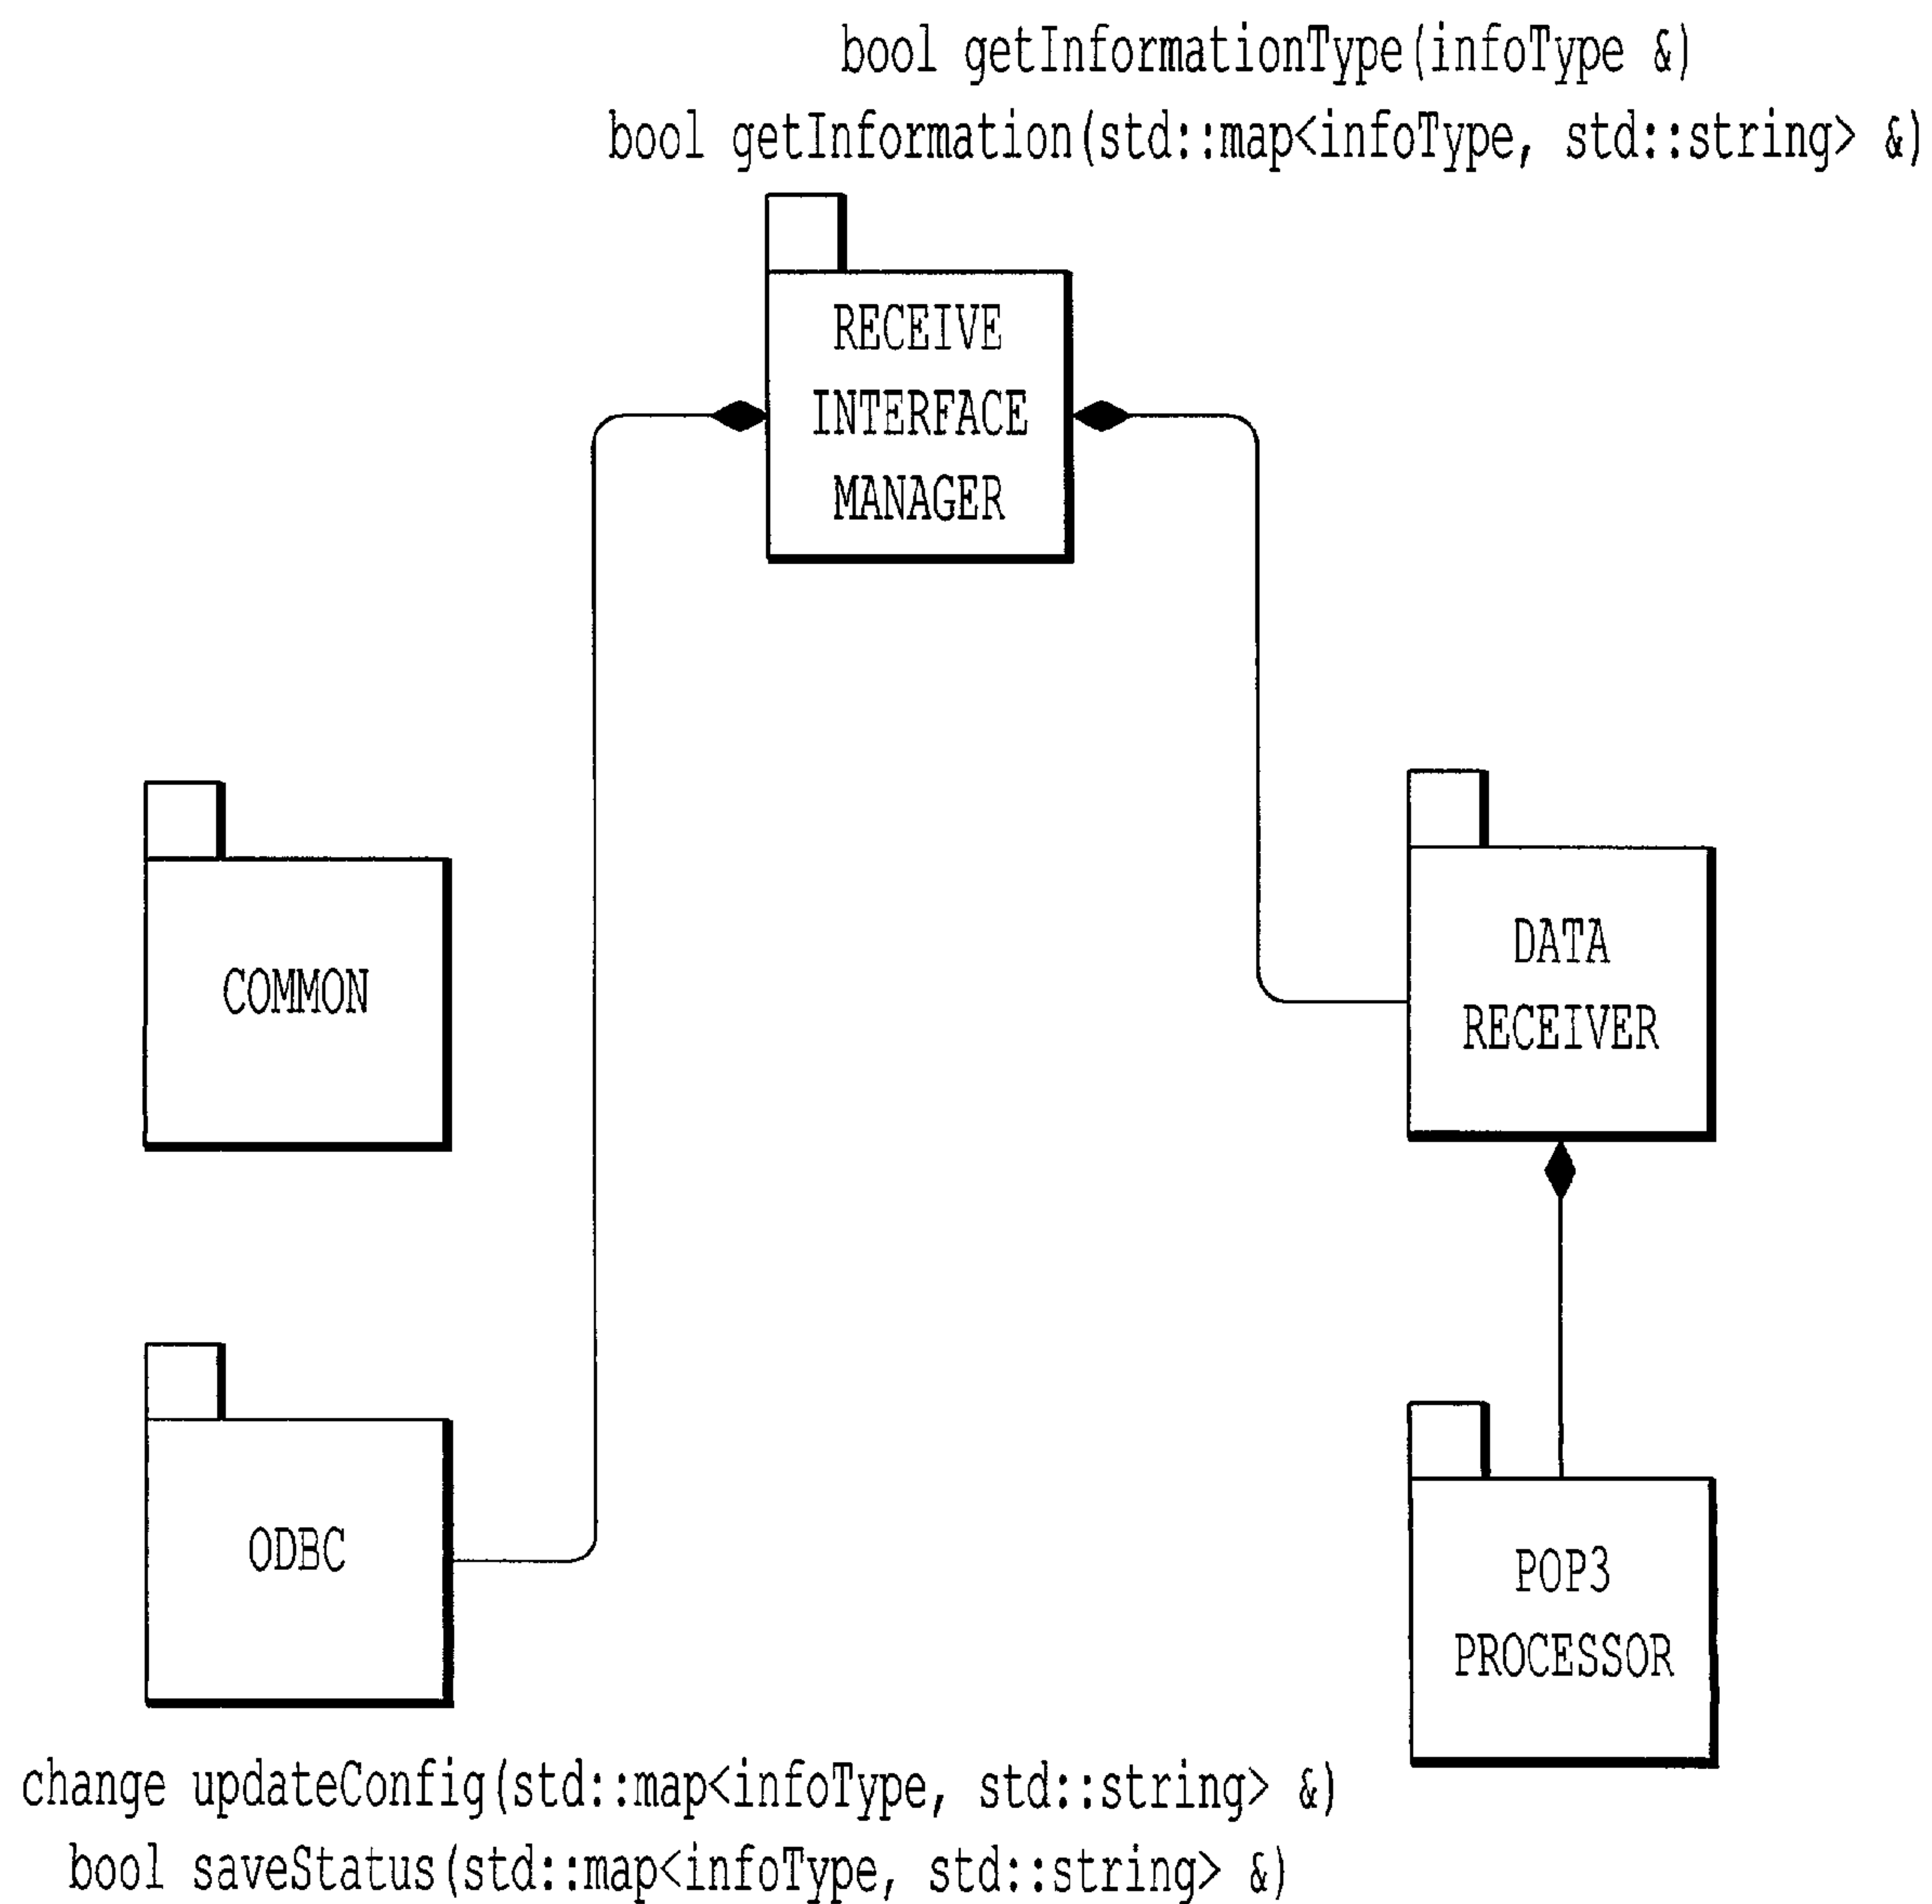 bool getInformationType(infoType &)
bool getInformation(std::map<infoType, std::string> &)
RECEIVE
INTERFACE
MANAGER
COMMON
DATA
RECEIVER
ODBC
POP3
PROCESSOR
change updateConfig(std::map<infoType, std::string> &)
bool saveStatus(std::map<infoType, std::string> &)